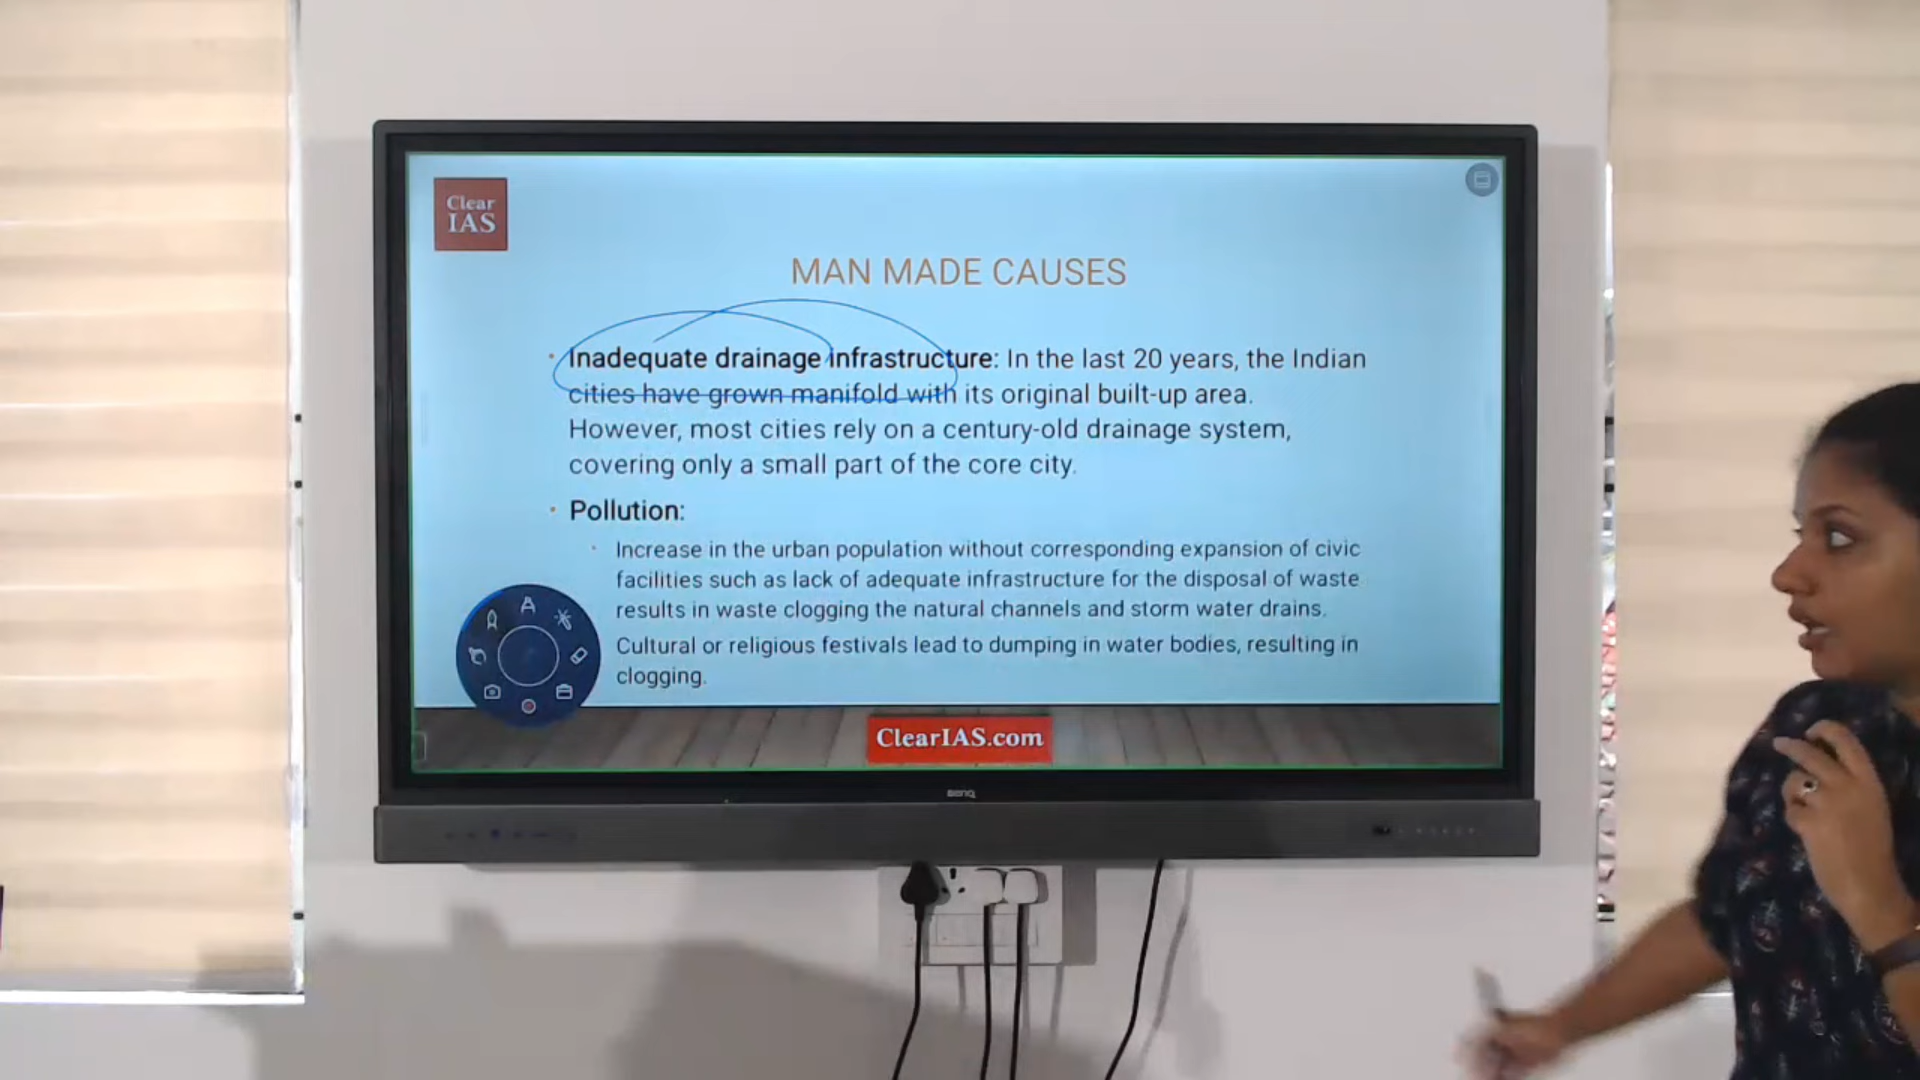 Clear
IAS
MAN MADE CAUSES
Inadequate drainage infrastructure: In the last 20 years, the Indian
cities have grown manifold with its original built-up area.
However, most cities rely on a century-old drainage system,
covering only a small part of the core city.
Pollution:
Increase in the urban population without corresponding expansion of civic
facilities such as lack of adequate infrastructure for the disposal of waste
results in waste clogging the natural channels and storm water drains.
Cultural or religious festivals lead to dumping in water bodies, resulting in
clogging.
ClearIAS.com
BenQ